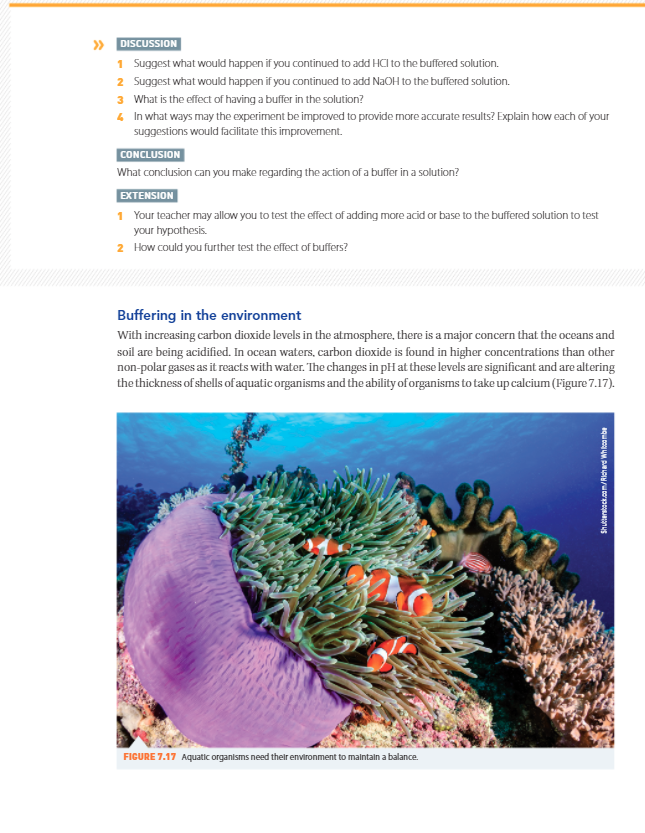 » DISCUSSION
1 Suggest what would happen if you continued to add HCl to the buffered solution.
2 Suggest what would happen if you continued to add NaOH to the buffered solution.
3 What is the effect of having a buffer in the solution?
4 In what ways may the experiment be improved to provide more accurate results? Explain how each of your
suggestions would facilitate this improvement.
CONCLUSION
What conclusion can you make regarding the action of a buffer in a solution?
EXTENSION
1 Your teacher may allow you to test the effect of adding more acid or base to the buffered solution to test
your hypothesis.
2 How could you further test the effect of buffers?
Buffering in the environment
With increasing carbon dioxide levels in the atmosphere, there is a major concern that the oceans and
soil are being acidified. In ocean waters, carbon dioxide is found in higher concentrations than other
non-polar gases as it reacts with water. The changes in pH at these levels are significant and are altering
the thickness of shells of aquatic organisms and the ability of organisms to take up calcium (Figure 7.17).
Shutterstock.com/Richard Whitcombe
FIGURE 7.17 Aquatic organisms need their environment to maintain a balance.